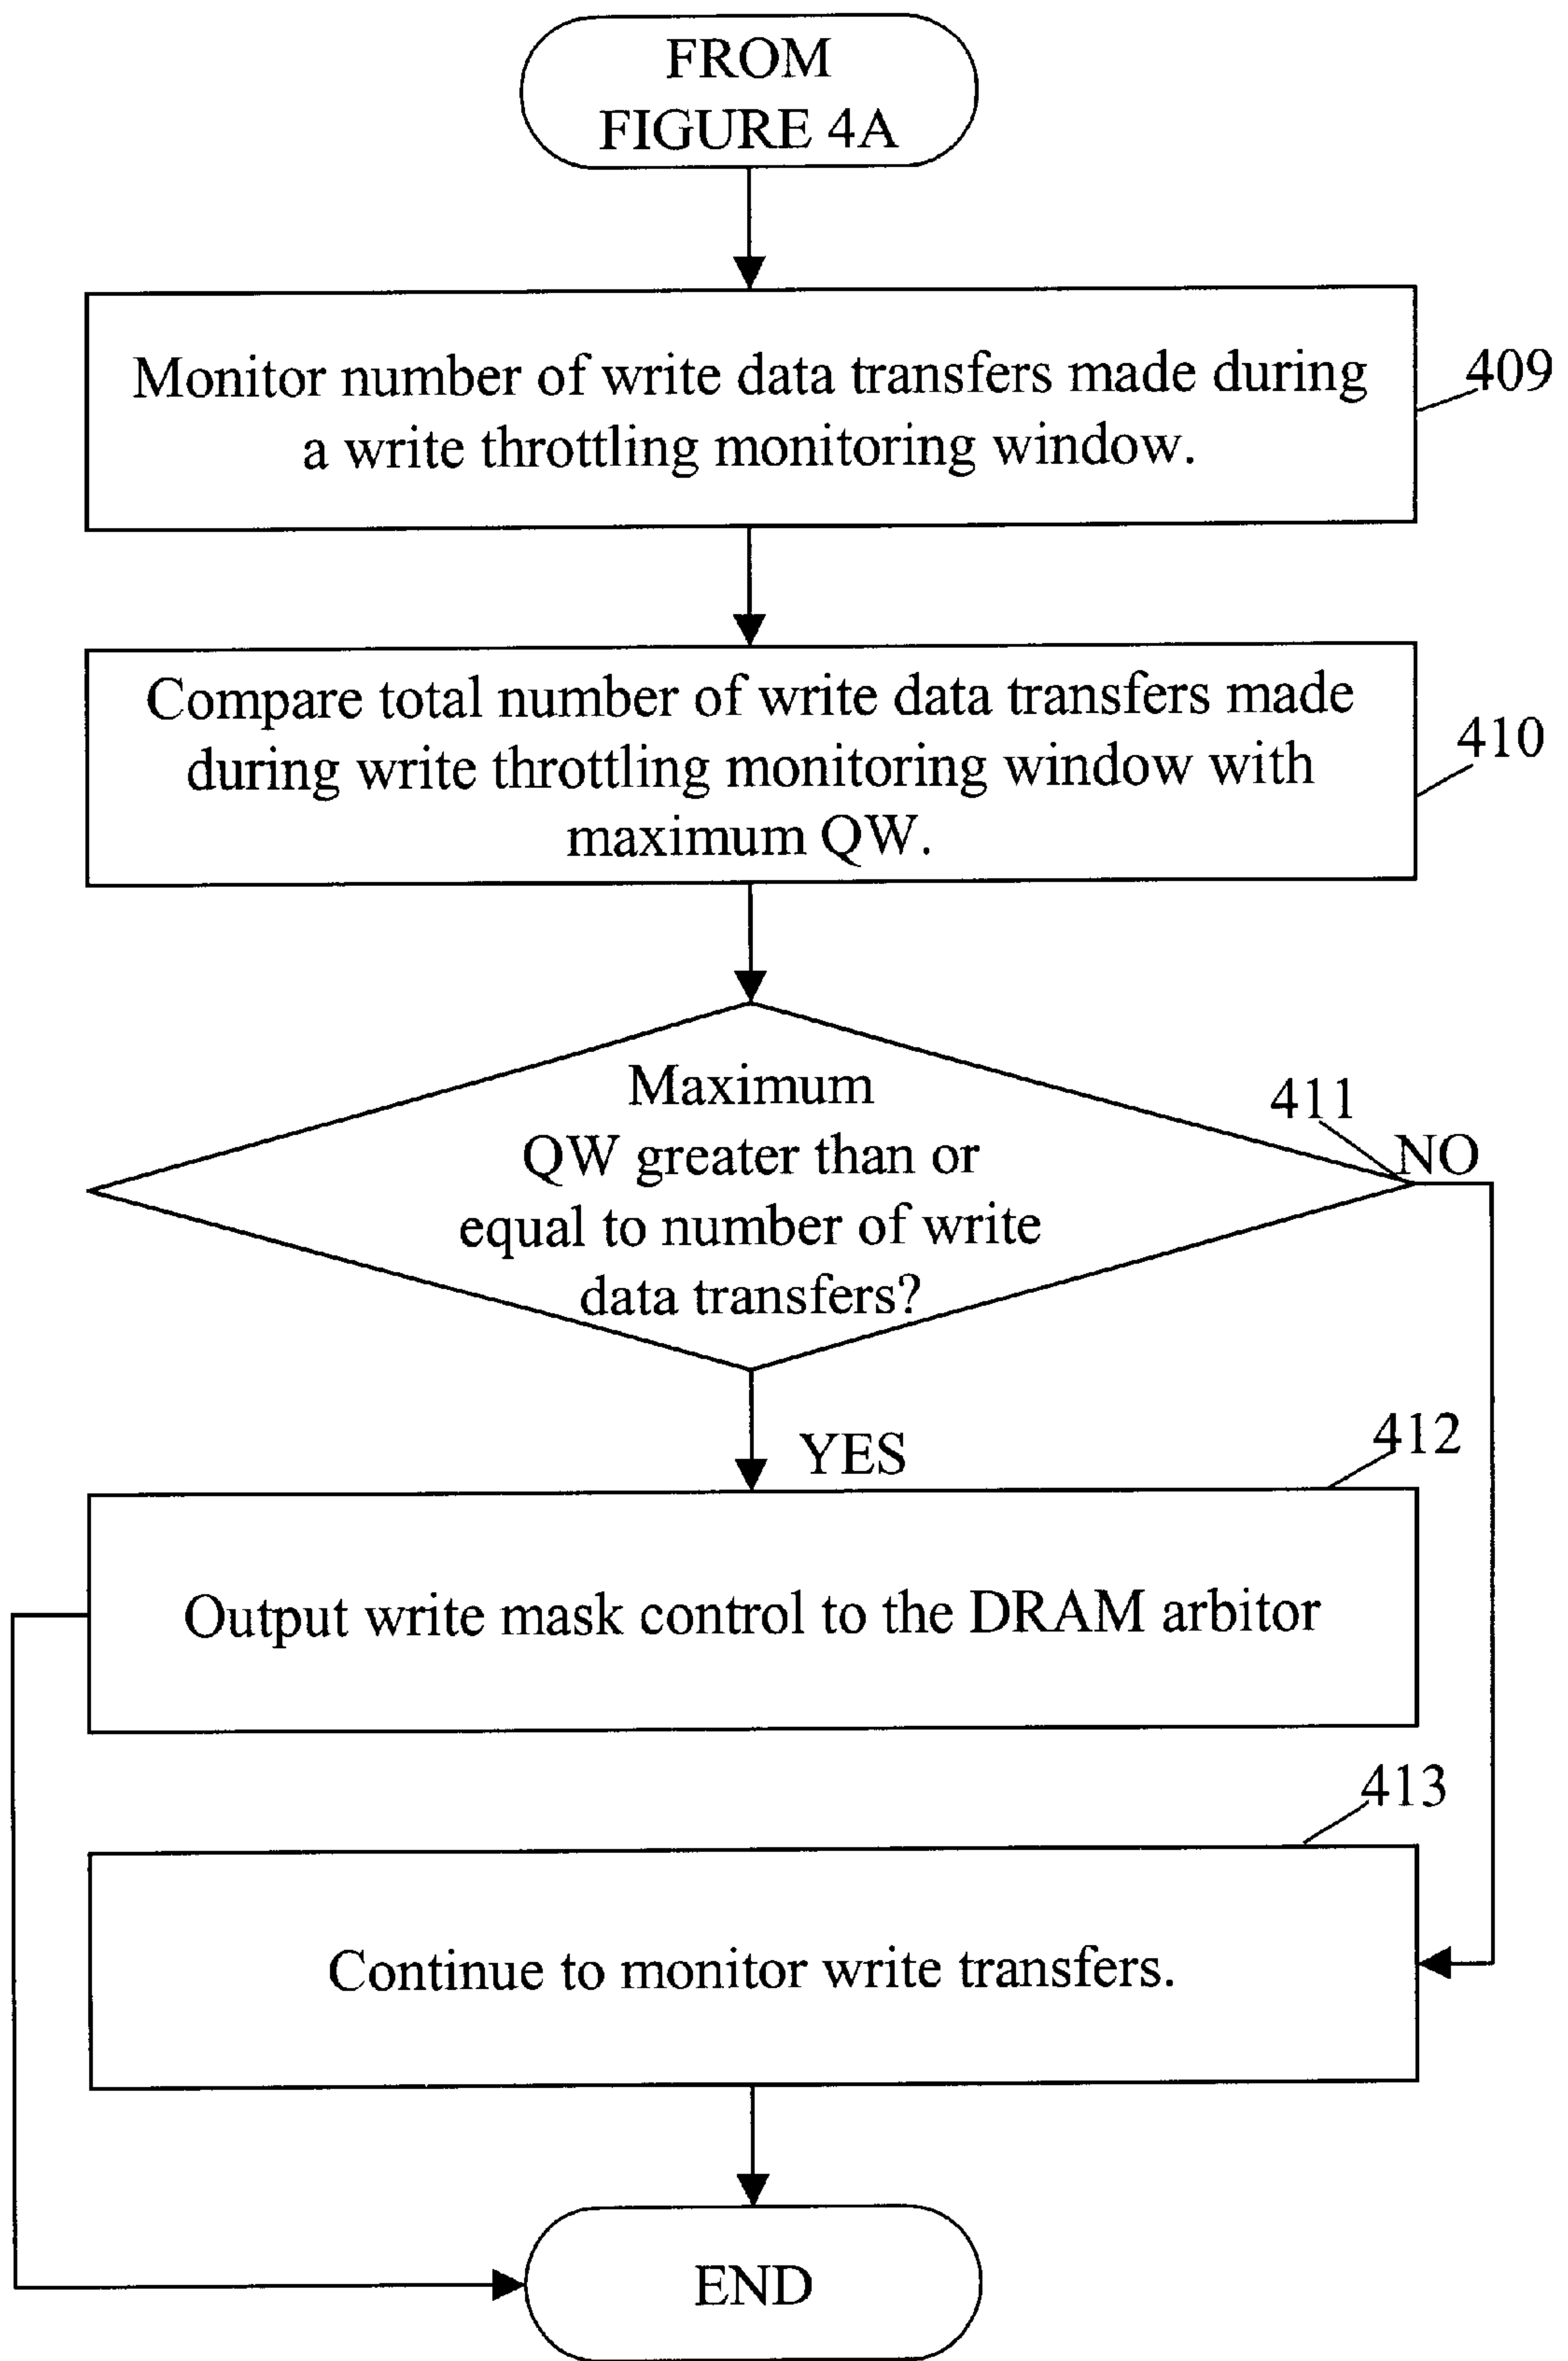 FROM
FIGURE 4A
Monitor number of write data transfers made during
a write throttling monitoring window.
409
Compare total number of write data transfers made
during write throttling monitoring window with
maximum QW.
410
Maximum
QW greater than or
equal to number of write
data transfers?
411
NO
YES
412
Output write mask control to the DRAM arbitor
413
Continue to monitor write transfers.
END